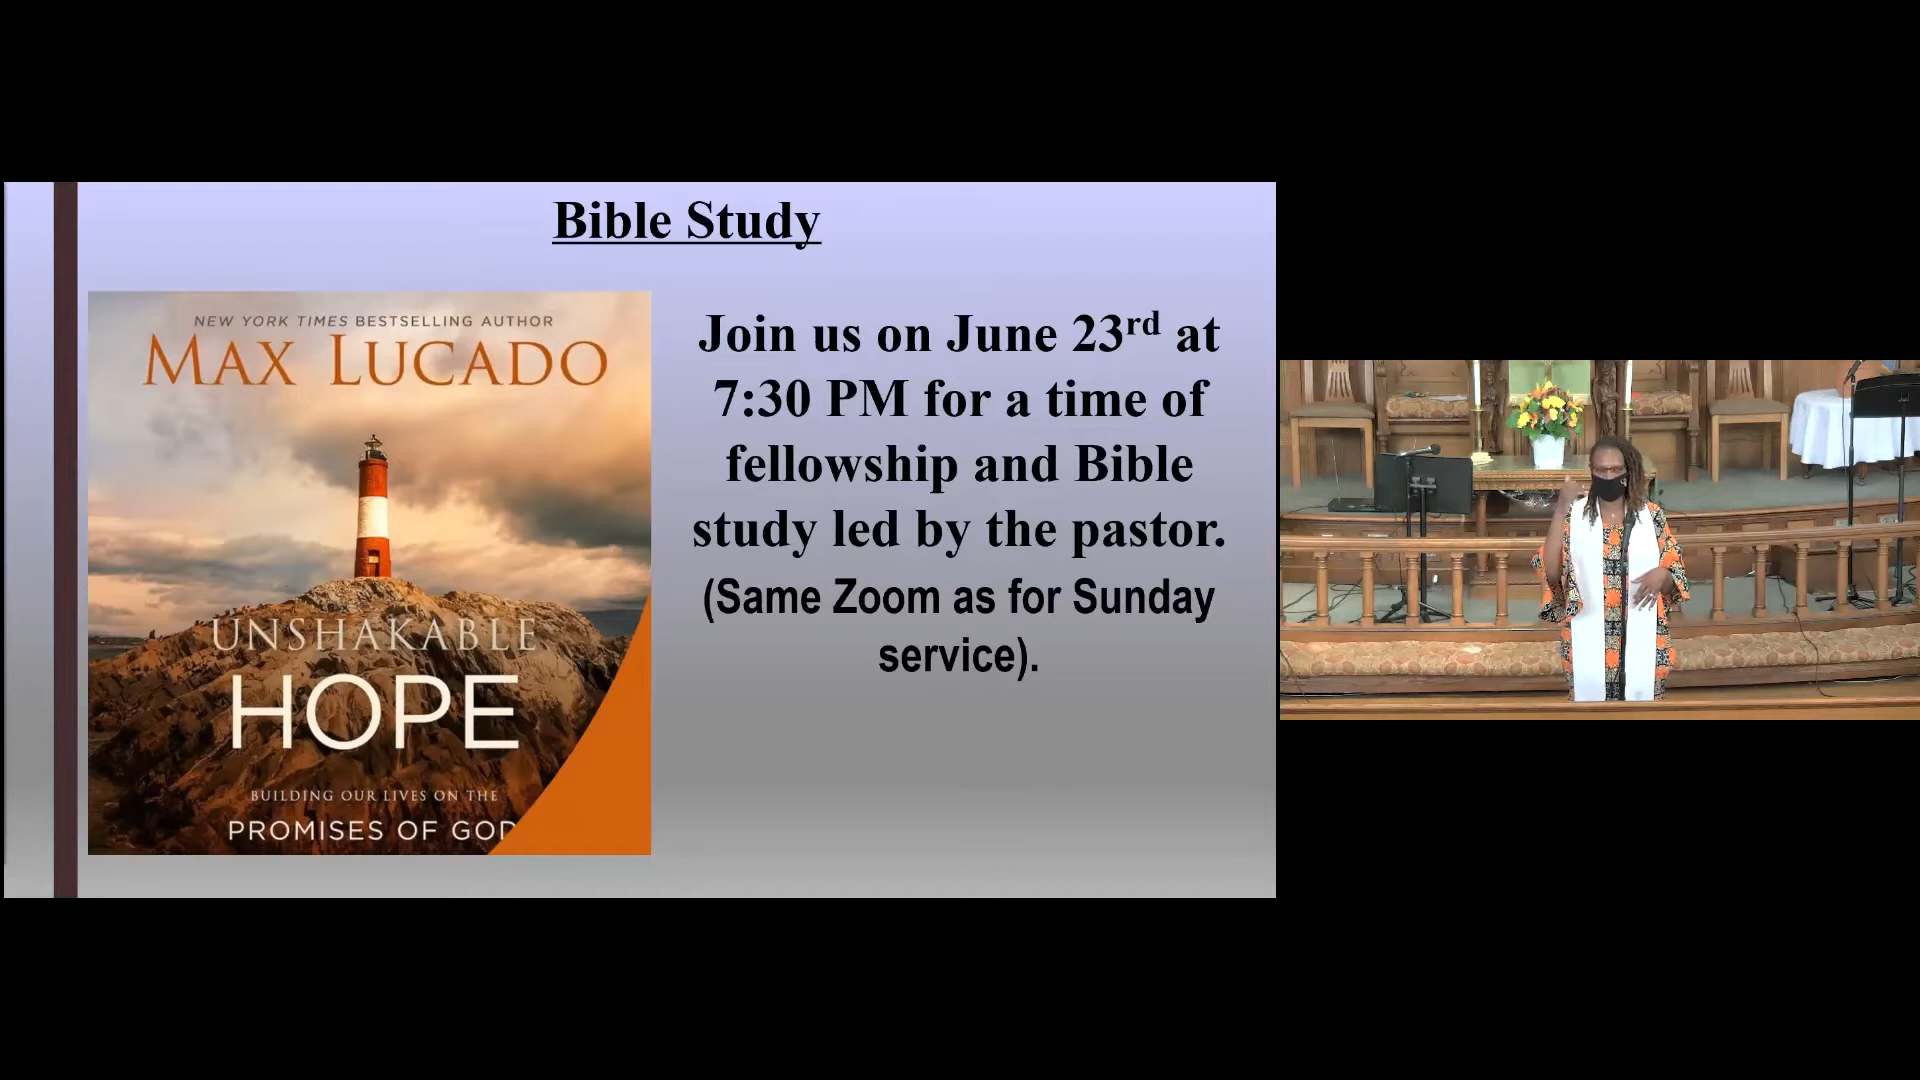 Bible Study
NEW YORK TIMES BESTSELLING AUTHOR
MAX LUCADO
UNSHAKABLE
HOPE
BUILDING OUR LIVES ON THE
PROMISES OF GOD
Join us on June 23rd at
7:30 PM for a time of
fellowship and Bible
study led by the pastor.
(Same Zoom as for Sunday
service).